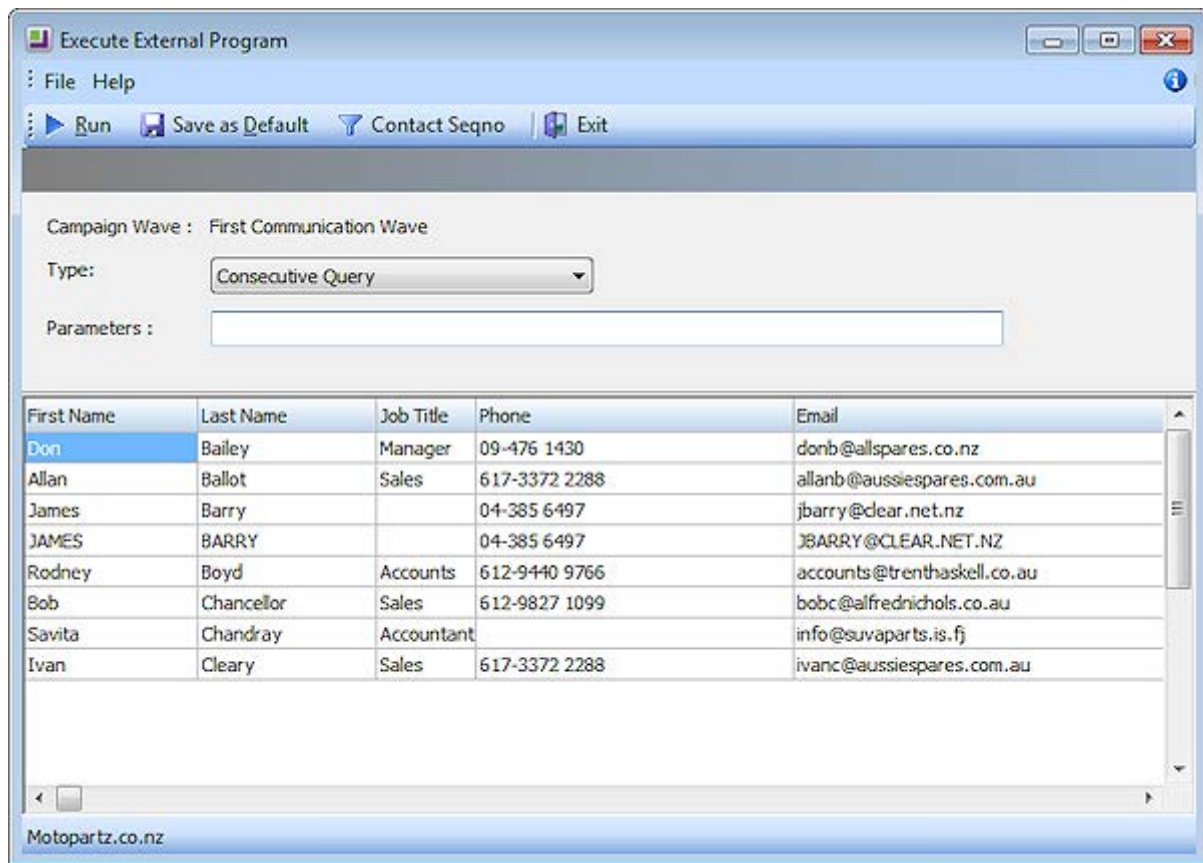 Execute External Program
File Help
Run Save as Default Contact Seqno Exit
Campaign Wave : First Communication Wave
Type: Consecutive Query
Parameters :
First Name Last Name Job Title Phone Email
Don Bailey Manager 09-476 1430 donb@allspares.co.nz
Allan Ballot Sales 617-3372 2288 allanb@aussiespares.com.au
James Barry 04-385 6497 jbarry@clear.net.nz
JAMES BARRY 04-385 6497 JBARRY@CLEAR.NET.NZ
Rodney Boyd Accounts 612-9440 9766 accounts@trenthaskell.co.au
Bob Chancellor Sales 612-9827 1099 bobc@alfrednichols.co.au
Savita Chandray Accountant info@suvaparts.is.fj
Ivan Cleary Sales 617-3372 2288 ivanc@aussiespares.com.au
Motopartz.co.nz